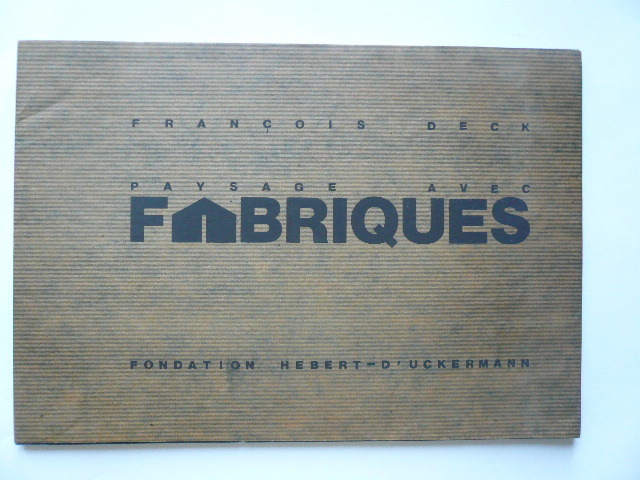 FRANÇOIS DECK
PAYSAGE AVEC
FABRIQUES
FONDATION HEBERT-D'UCKERMANN